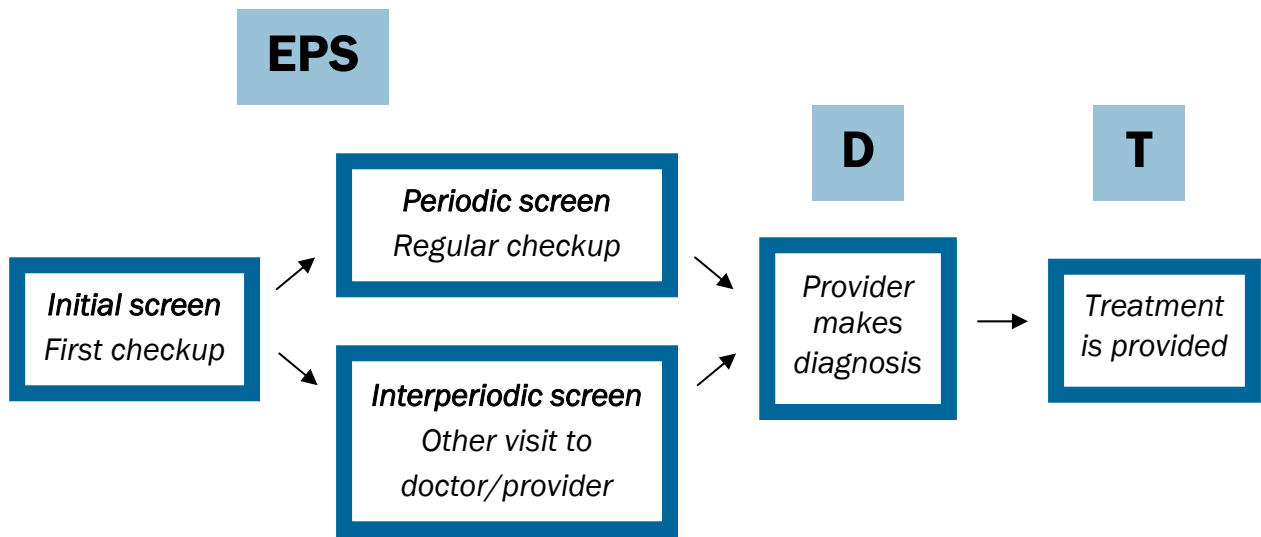 EPS
D
T
Initial screen
First checkup
Periodic screen
Regular checkup
Interperiodic screen
Other visit to
doctor/provider
Provider
makes
diagnosis
Treatment
is provided